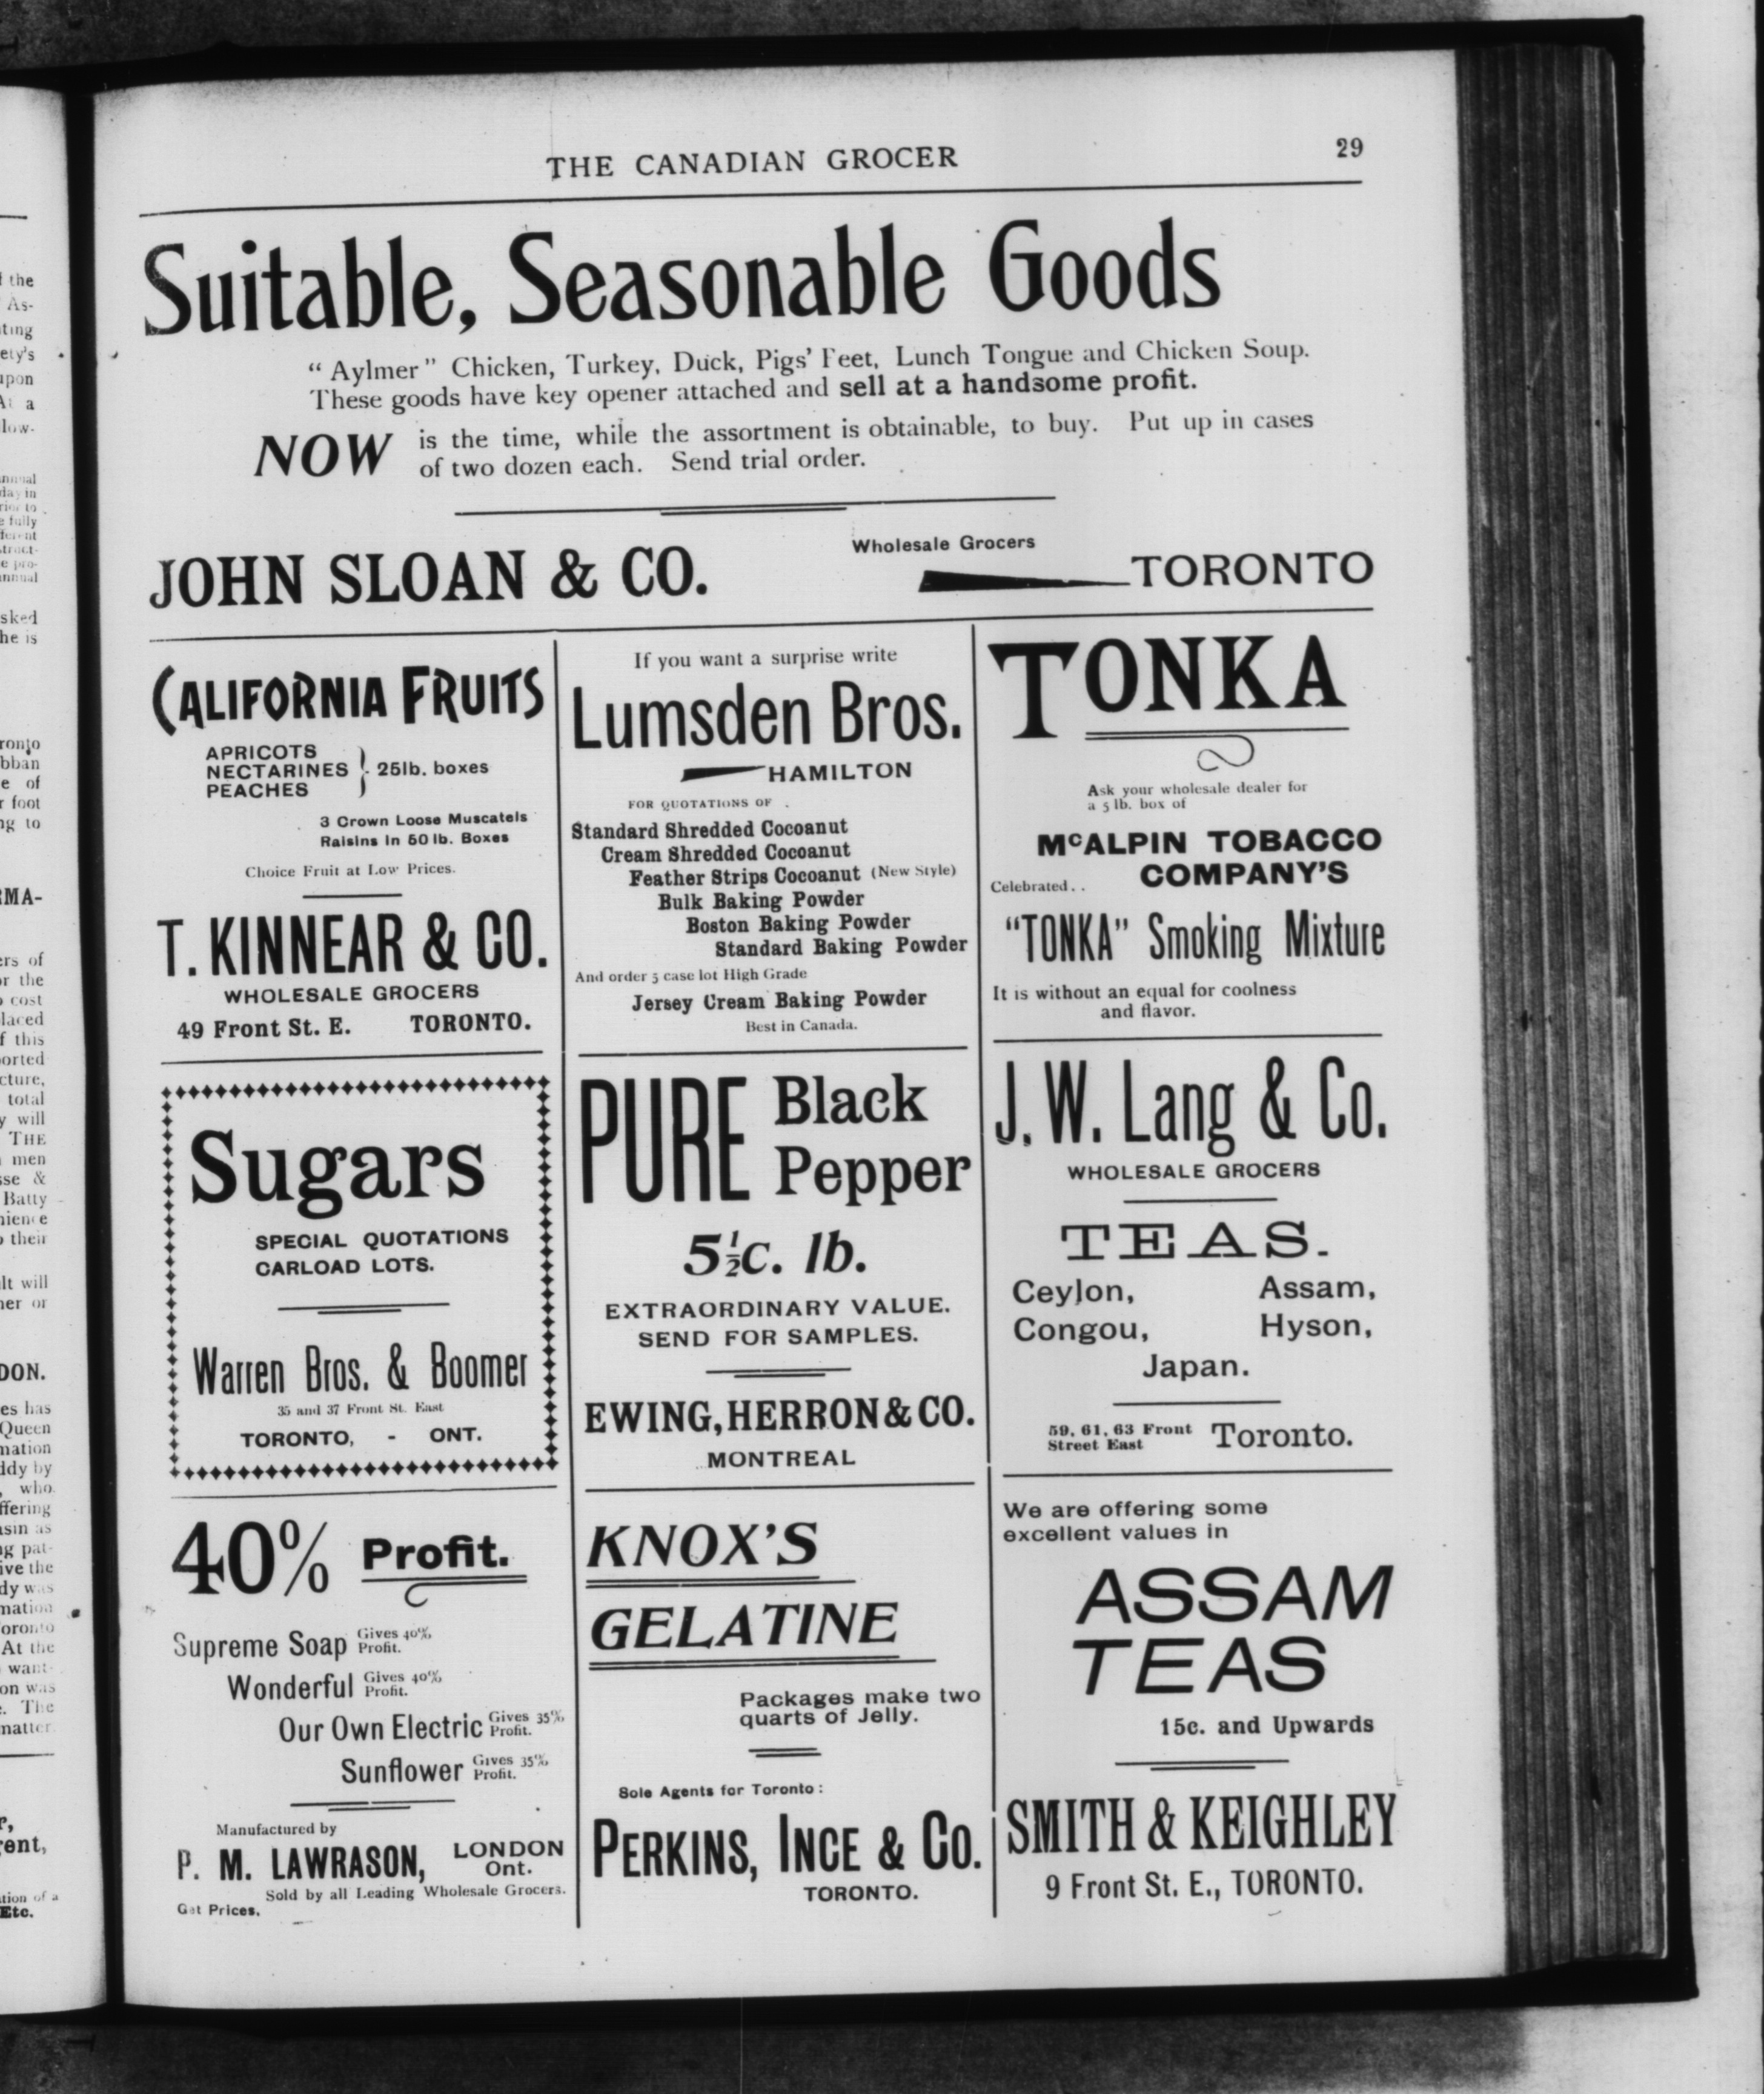 THE CANADIAN GROCER
29
Suitable, Seasonable Goods
“Aylmer” Chicken, Turkey, Duck, Pigs’ Feet, Lunch Tongue and Chicken Soup.
These goods have key opener attached and sell at a handsome profit.
NOW is the time, while the assortment is obtainable, to buy. Put up in cases
of two dozen each. Send trial order.
JOHN SLOAN & CO.
Wholesale Grocers
TORONTO
CALIFORNIA FRUITS
APRICOTS
NECTARINES } 25lb. boxes
PEACHES
3 Crown Loose Muscatels
Raisins in 50 lb. Boxes
Choice Fruit at Low Prices.
T. KINNEAR & CO.
WHOLESALE GROCERS
49 Front St. E. TORONTO.
Sugars
SPECIAL QUOTATIONS
CARLOAD LOTS.
Warren Bros. & Boomer
35 and 37 Front St. East
TORONTO, - ONT.
40% Profit.
Supreme Soap Gives 40% Profit.
Wonderful Gives 40% Profit.
Our Own Electric Gives 35% Profit.
Sunflower Gives 35% Profit.
Manufactured by
P. M. LAWRASON, LONDON Ont.
Sold by all Leading Wholesale Grocers.
Get Prices.
If you want a surprise write
Lumsden Bros.
HAMILTON
FOR QUOTATIONS OF
Standard Shredded Cocoanut
Cream Shredded Cocoanut
Feather Strips Cocoanut (New Style)
Bulk Baking Powder
Boston Baking Powder
Standard Baking Powder
And order 5 case lot High Grade
Jersey Cream Baking Powder
Best in Canada.
PURE Black
Pepper
5½c. lb.
EXTRAORDINARY VALUE.
SEND FOR SAMPLES.
EWING, HERRON & CO.
MONTREAL
KNOX’S
GELATINE
Packages make two
quarts of Jelly.
Sole Agents for Toronto:
PERKINS, INCE & CO.
TORONTO.
TONKA
Ask your wholesale dealer for
a 5 lb. box of
McALPIN TOBACCO
COMPANY’S
Celebrated..
“TONKA” Smoking Mixture
It is without an equal for coolness
and flavor.
J. W. Lang & Co.
WHOLESALE GROCERS
TEAS.
Ceylon, Assam,
Congou, Hyson,
Japan.
59, 61, 63 Front
Street East
Toronto.
We are offering some
excellent values in
ASSAM
TEAS
15c. and Upwards
SMITH & KEIGHLEY
9 Front St. E., TORONTO.